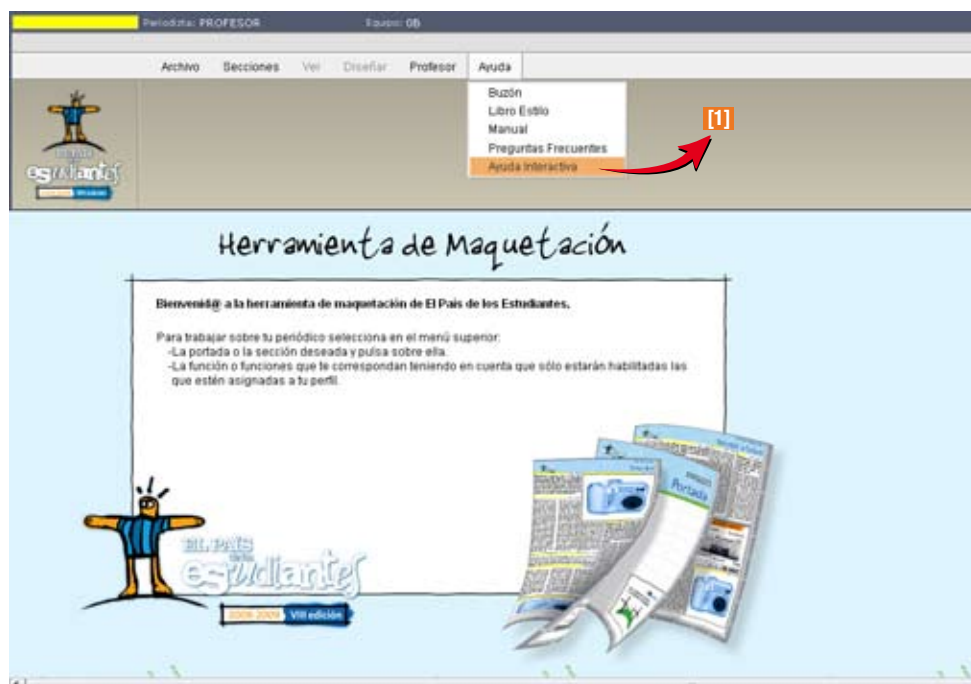 Periodista: PROFESOR Equipo: OB
Archivo Secciones Ver Diseñar Profesor Ayuda
Buzón
Libro Estilo
Manual
Preguntas Frecuentes
Ayuda Interactiva
[1]
estudiantes
Herramienta de Maquetación
Bienvenid@ a la herramienta de maquetación de El País de los Estudiantes.
Para trabajar sobre tu periódico selecciona en el menú superior:
-La portada o la sección deseada y pulsa sobre ella.
-La función o funciones que te correspondan teniendo en cuenta que sólo estarán habilitadas las
que estén asignadas a tu perfil.
Portada
EL PAÍS
de los
estudiantes
2008-2009 VIII edición